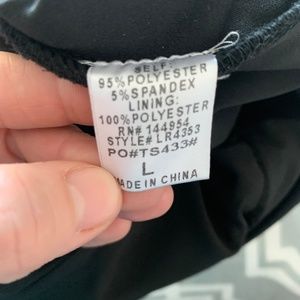 SELF:
95% POLYESTER
5% SPANDEX
LINING:
100% POLYESTER
RN# 144954
STYLE# LR4353
PO#TS433#
L
MADE IN CHINA